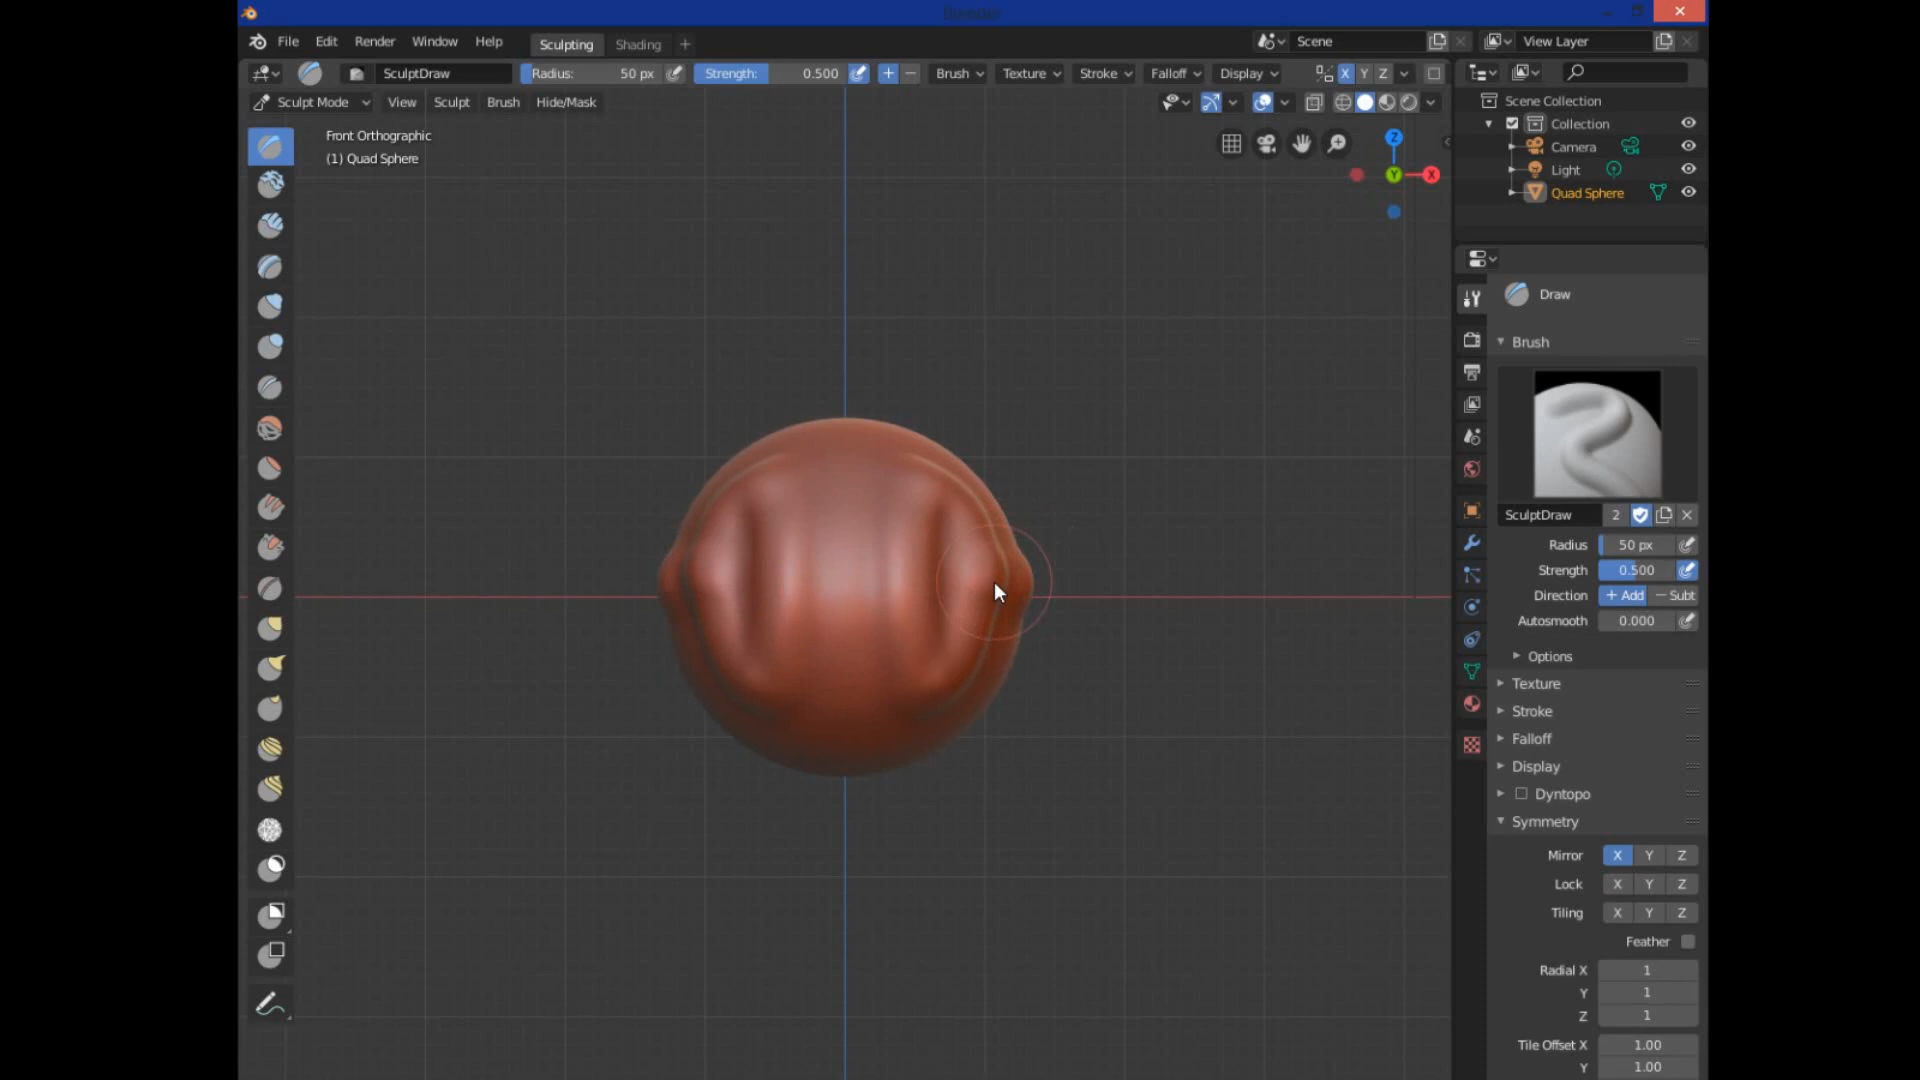 Blender
File Edit Render Window Help Sculpting Shading + Scene View Layer
SculptDraw Radius: 50 px Strength: 0.500 Brush Texture Stroke Falloff Display X Y Z
Sculpt Mode View Sculpt Brush Hide/Mask
Front Orthographic
(1) Quad Sphere
Z
Y X
Scene Collection
Collection
Camera
Light
Quad Sphere
Draw
Brush
SculptDraw 2
Radius 50 px
Strength 0.500
Direction + Add − Subt
Autosmooth 0.000
Options
Texture
Stroke
Falloff
Display
Dyntopo
Symmetry
Mirror X Y Z
Lock X Y Z
Tiling X Y Z
Feather
Radial X 1
Y 1
Z 1
Tile Offset X 1.00
Y 1.00